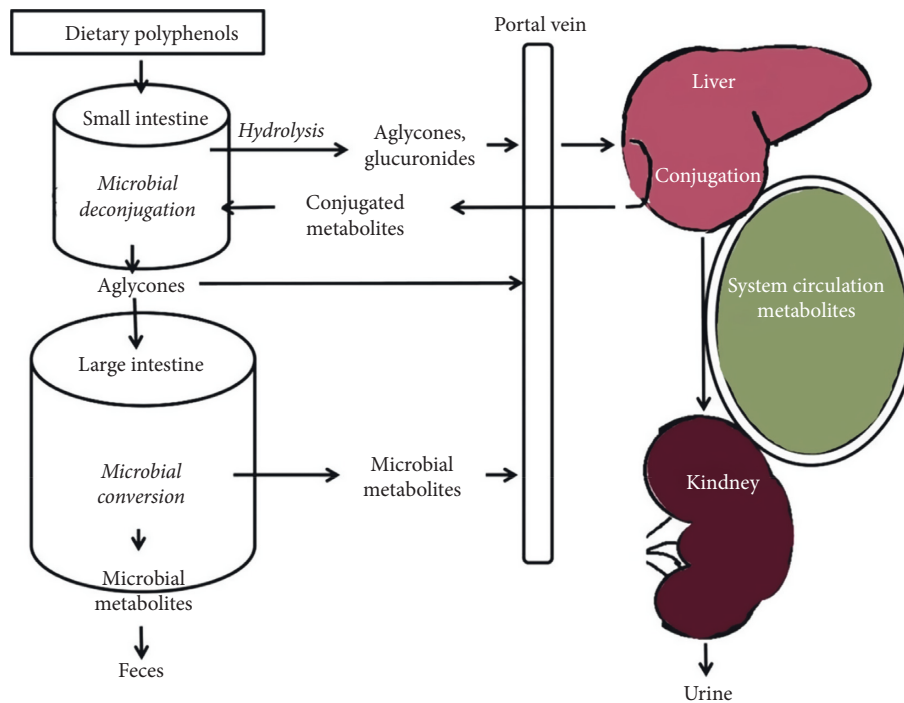 Dietary polyphenols
Portal vein
Small intestine
Hydrolysis
Aglycones,
glucuronides
Liver
Conjugation
Microbial
deconjugation
Conjugated
metabolites
Aglycones
System circulation
metabolites
Large intestine
Microbial
conversion
Microbial
metabolites
Kindney
Microbial
metabolites
Feces
Urine